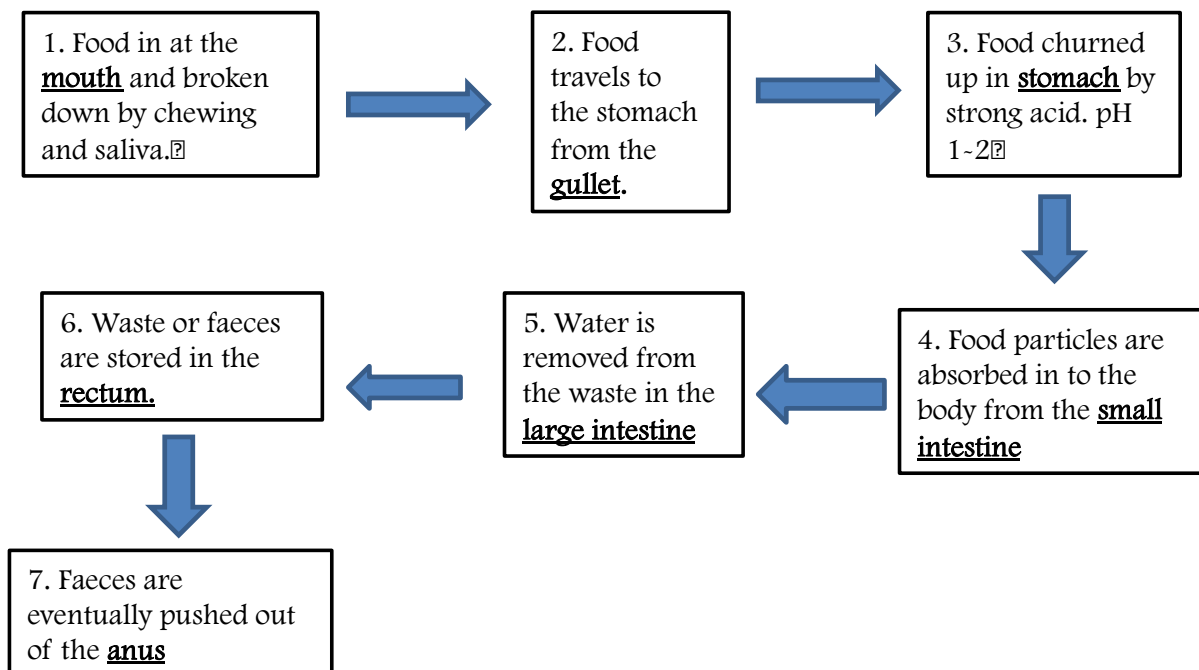 1. Food in at the
mouth and broken
down by chewing
and saliva.
2. Food
travels to
the stomach
from the
gullet.
3. Food churned
up in stomach by
strong acid. pH
1-2
4. Food particles are
absorbed in to the
body from the small
intestine
5. Water is
removed from
the waste in the
large intestine
6. Waste or faeces
are stored in the
rectum.
7. Faeces are
eventually pushed out
of the anus